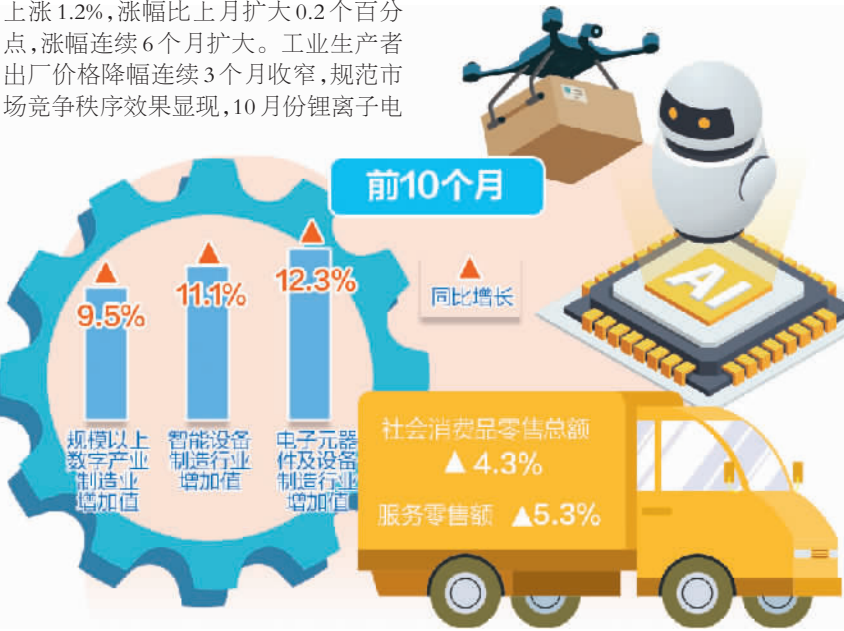 上涨1.2%,涨幅比上月扩大0.2个百分
点,涨幅连续6个月扩大。工业生产者
出厂价格降幅连续3个月收窄,规范市
场竞争秩序效果显现,10月份锂离子电
前10个月
▲
9.5%
▲
11.1%
▲
12.3%
▲
同比增长
规模以上
数字产业
制造业
增加值
智能设备
制造行业
增加值
电子元器
件及设备
制造行业
增加值
AI
社会消费品零售总额
▲4.3%
服务零售额 ▲5.3%